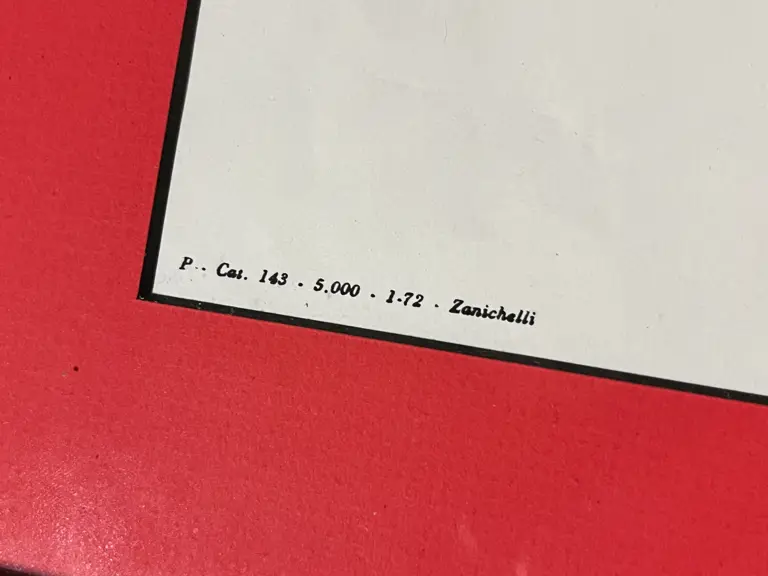 P · Cat. 143 · 5.000 · 1-72 · Zanichelli